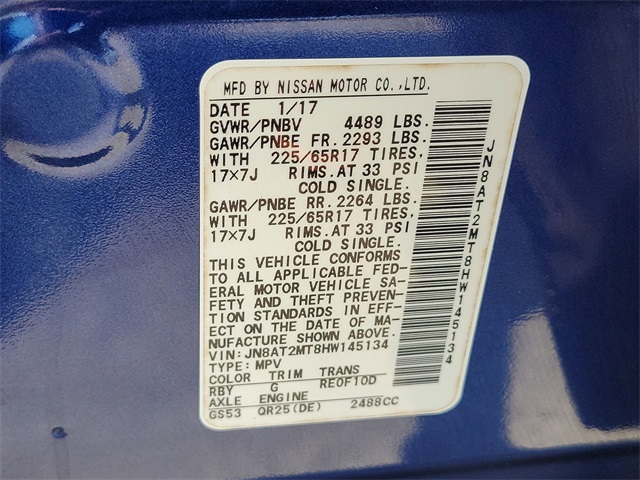 MFD BY NISSAN MOTOR CO.,LTD.
DATE 1/17
GVWR/PNBV 4489 LBS.
GAWR/PNBE FR. 2293 LBS.
WITH 225/65R17 TIRES,
17×7J RIMS.AT 33 PSI
COLD SINGLE.
GAWR/PNBE RR. 2264 LBS.
WITH 225/65R17 TIRES,
17×7J RIMS.AT 33 PSI
COLD SINGLE.
THIS VEHICLE CONFORMS
TO ALL APPLICABLE FED-
ERAL MOTOR VEHICLE SA-
FETY AND THEFT PREVEN-
TION STANDARDS IN EFF-
ECT ON THE DATE OF MA-
NUFACTURE SHOWN ABOVE.
VIN:JN8AT2MT8HW145134
TYPE:MPV
COLOR TRIM TRANS
RBY G RE0F10D
AXLE ENGINE
GS53 QR25(DE) 2488CC
JN8AT2MT8HW145134